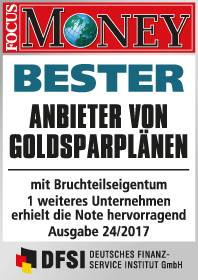 FOCUS MONEY
BESTER
ANBIETER VON
GOLDSPARPLÄNEN
mit Bruchteilseigentum
1 weiteres Unternehmen
erhielt die Note hervorragend
Ausgabe 24/2017
DFSI DEUTSCHES FINANZ-
SERVICE INSTITUT GmbH